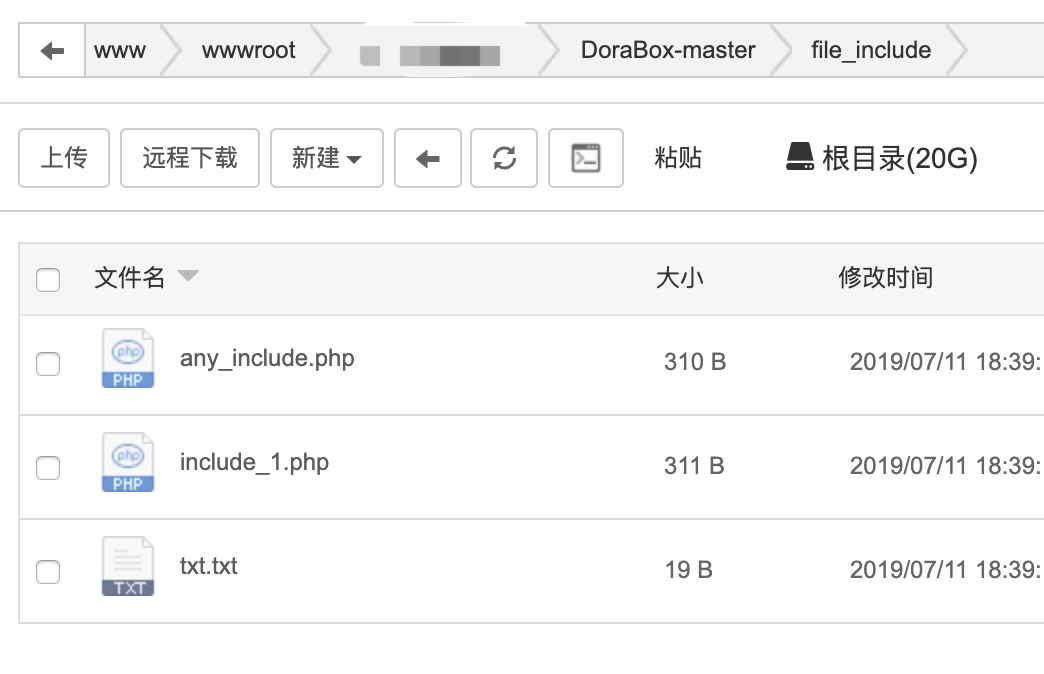 www wwwroot DoraBox-master file_include
上传 远程下载 新建 粘贴 根目录(20G)
文件名 大小 修改时间
php PHP any_include.php 310 B 2019/07/11 18:39:
php PHP include_1.php 311 B 2019/07/11 18:39:
TXT txt.txt 19 B 2019/07/11 18:39: